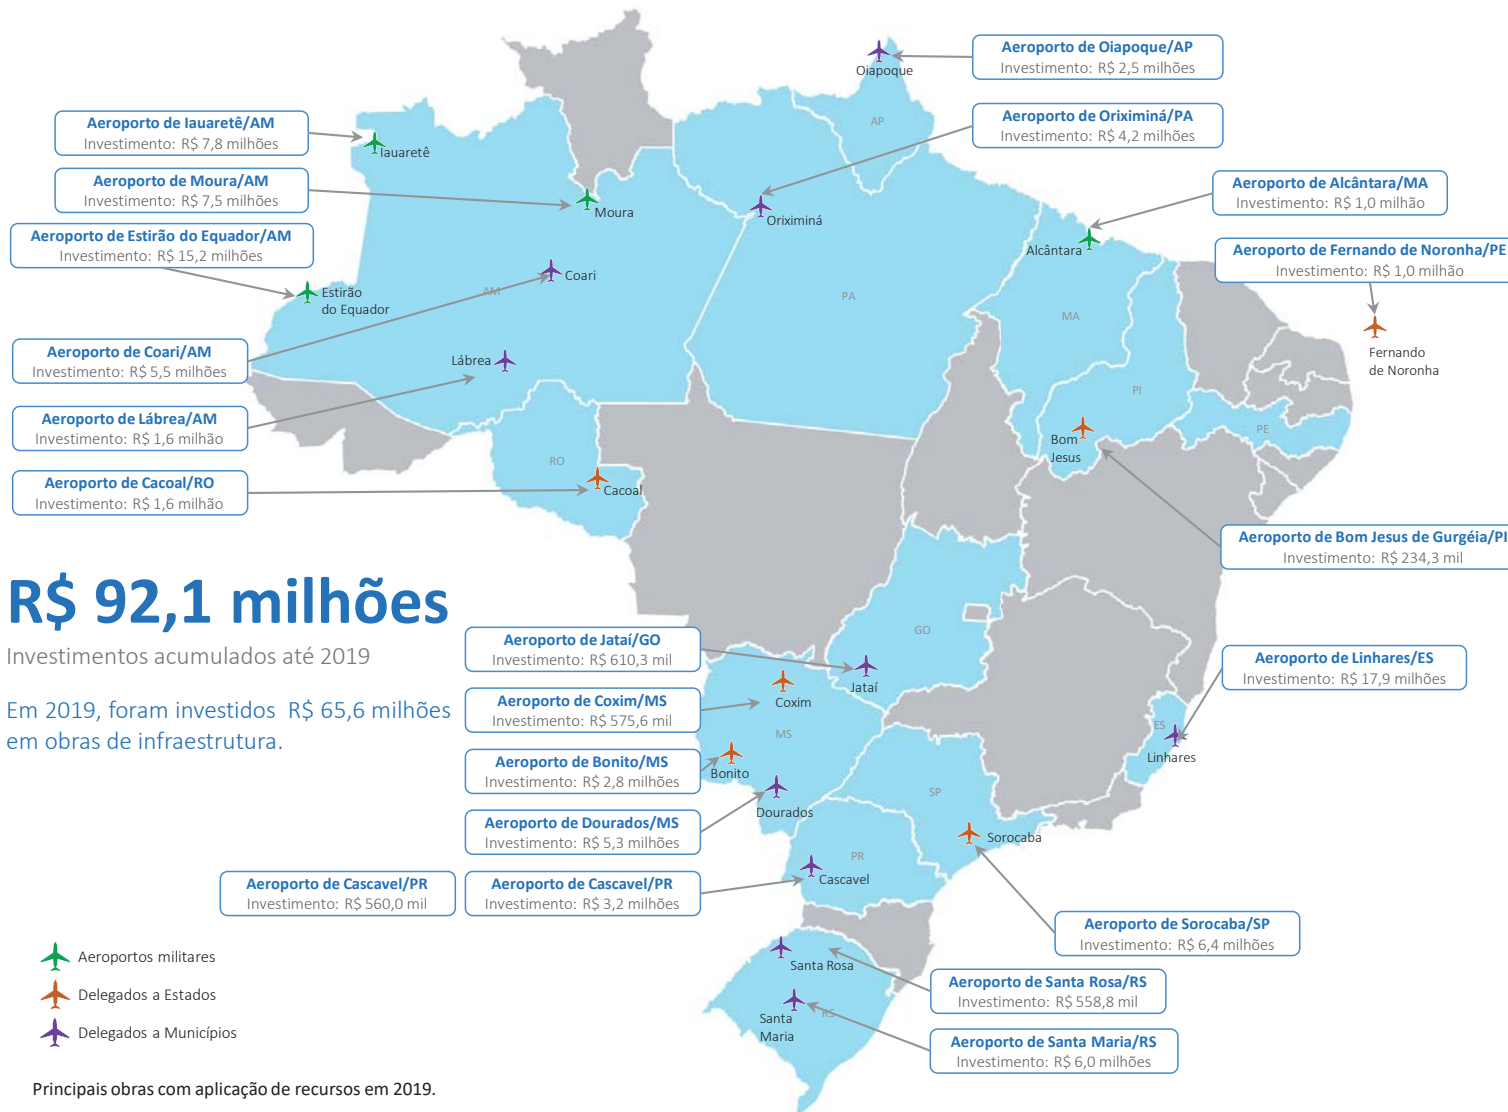 Aeroporto de Oiapoque/AP
Investimento: R$ 2,5 milhões
Oiapoque
Aeroporto de Oriximiná/PA
Investimento: R$ 4,2 milhões
AP
Aeroporto de Iauaretê/AM
Investimento: R$ 7,8 milhões
Iauaretê
Aeroporto de Moura/AM
Investimento: R$ 7,5 milhões
Moura
Oriximiná
Aeroporto de Alcântara/MA
Investimento: R$ 1,0 milhão
Alcântara
Aeroporto de Estirão do Equador/AM
Investimento: R$ 15,2 milhões
Aeroporto de Fernando de Noronha/PE
Investimento: R$ 1,0 milhão
Coari
AM
Estirão
do Equador
PA
MA
Fernando
de Noronha
Aeroporto de Coari/AM
Investimento: R$ 5,5 milhões
Lábrea
PI
Aeroporto de Lábrea/AM
Investimento: R$ 1,6 milhão
Bom
Jesus
PE
RO
Aeroporto de Cacoal/RO
Investimento: R$ 1,6 milhão
Cacoal
Aeroporto de Bom Jesus de Gurgéia/PI
Investimento: R$ 234,3 mil
R$ 92,1 milhões
Investimentos acumulados até 2019
Em 2019, foram investidos R$ 65,6 milhões
em obras de infraestrutura.
GO
Aeroporto de Jataí/GO
Investimento: R$ 610,3 mil
Jataí
Aeroporto de Linhares/ES
Investimento: R$ 17,9 milhões
Aeroporto de Coxim/MS
Investimento: R$ 575,6 mil
Coxim
MS
ES
Linhares
Aeroporto de Bonito/MS
Investimento: R$ 2,8 milhões
Bonito
SP
Aeroporto de Dourados/MS
Investimento: R$ 5,3 milhões
Dourados
Sorocaba
PR
Cascavel
Aeroporto de Cascavel/PR
Investimento: R$ 560,0 mil
Aeroporto de Cascavel/PR
Investimento: R$ 3,2 milhões
Aeroporto de Sorocaba/SP
Investimento: R$ 6,4 milhões
Aeroportos militares
Delegados a Estados
Delegados a Municípios
Santa Rosa
Aeroporto de Santa Rosa/RS
Investimento: R$ 558,8 mil
Santa
Maria
RS
Aeroporto de Santa Maria/RS
Investimento: R$ 6,0 milhões
Principais obras com aplicação de recursos em 2019.